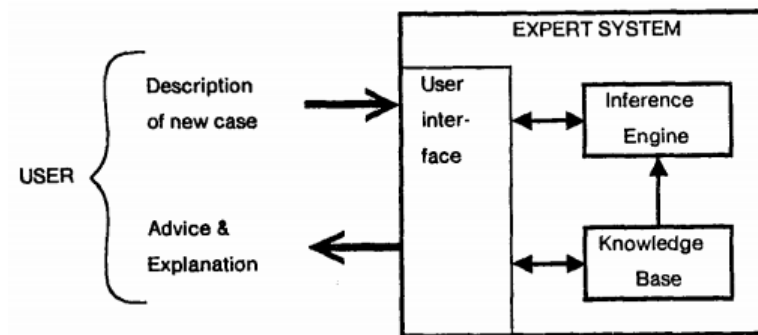 EXPERT SYSTEM
Description
of new case
User
inter-
face
Inference
Engine
USER
Advice &
Explanation
Knowledge
Base